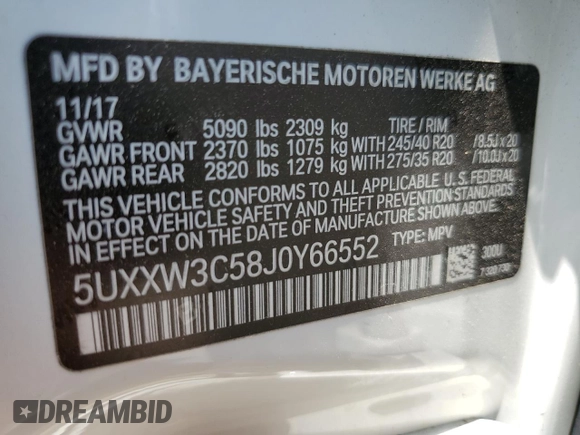 MFD BY BAYERISCHE MOTOREN WERKE AG
11/17
GVWR 5090 lbs 2309 kg TIRE / RIM
GAWR FRONT 2370 lbs 1075 kg WITH 245/40 R20 / 8.5J x 20
GAWR REAR 2820 lbs 1279 kg WITH 275/35 R20 / 10.0J x 20
THIS VEHICLE CONFORMS TO ALL APPLICABLE U. S. FEDERAL
MOTOR VEHICLE SAFETY AND THEFT PREVENTION STANDARDS
IN EFFECT ON THE DATE OF MANUFACTURE SHOWN ABOVE.
5UXXW3C58J0Y66552 TYPE: MPV
300U
DREAMBID